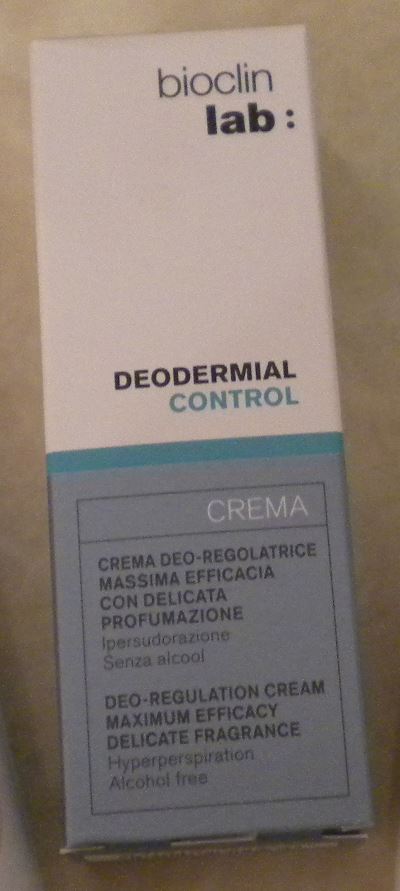 bioclin
lab:
DEODERMIAL
CONTROL
CREMA
CREMA DEO-REGOLATRICE
MASSIMA EFFICACIA
CON DELICATA
PROFUMAZIONE
Ipersudorazione
Senza alcool
DEO-REGULATION CREAM
MAXIMUM EFFICACY
DELICATE FRAGRANCE
Hyperperspiration
Alcohol free